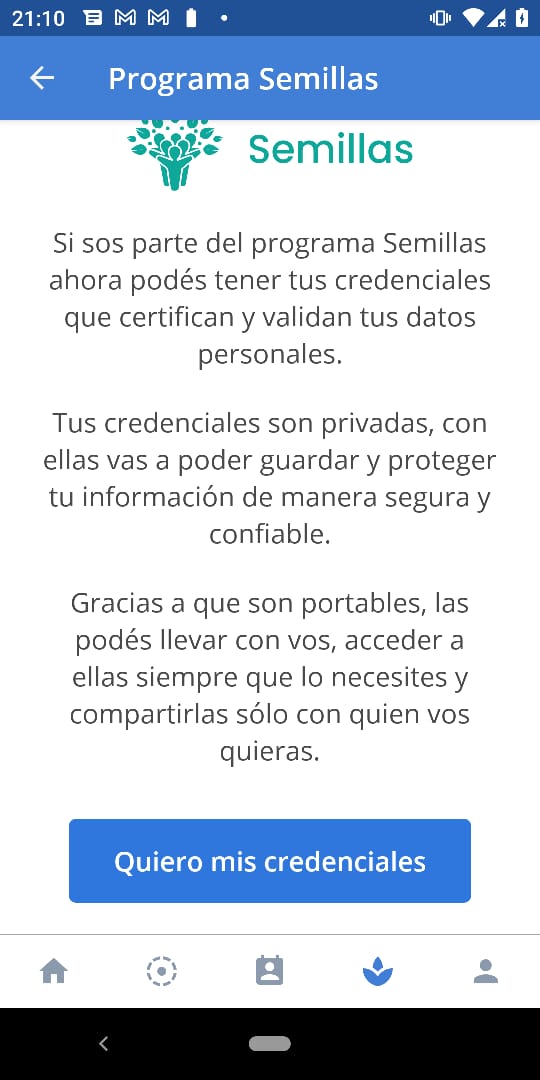 21:10
Programa Semillas
Semillas
Si sos parte del programa Semillas
ahora podés tener tus credenciales
que certifican y validan tus datos
personales.
Tus credenciales son privadas, con
ellas vas a poder guardar y proteger
tu información de manera segura y
confiable.
Gracias a que son portables, las
podés llevar con vos, acceder a
ellas siempre que lo necesites y
compartirlas sólo con quien vos
quieras.
Quiero mis credenciales